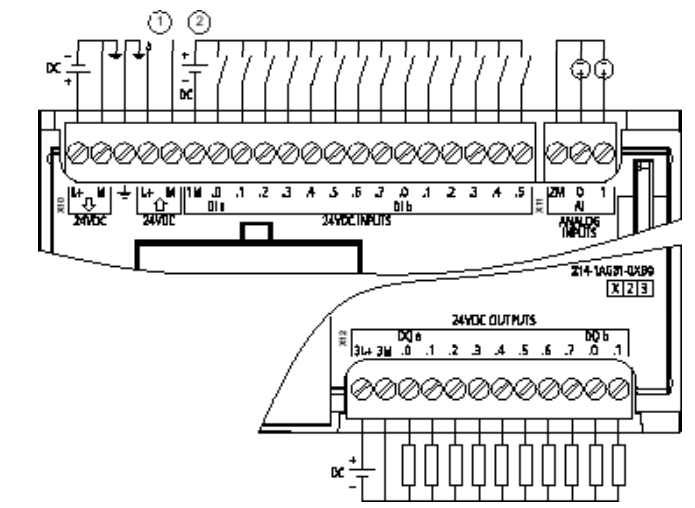 1 2
DC - + + - DC
L+ M L+ M 1M .0 .1 .2 .3 .4 .5 .6 .7 .0 .1 .2 .3 .4 .5 2M 0 1
X10 24VDC 24VDC DI a 24VDC INPUTS DI b X11 AI ANALOG INPUTS
214-1AG31-0XB0
X 2 3
24VDC OUTPUTS
X12 DQ a DQ b
3L+ 3M .0 .1 .2 .3 .4 .5 .6 .7 .0 .1
DC + -